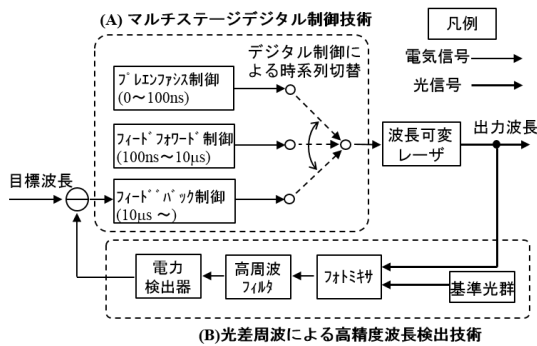 (A) マルチステージデジタル制御技術
凡例
電気信号
光信号
デジタル制御に
よる時系列切替
ﾌﾟﾚｴﾝﾌｧｼｽ制御
(0～100ns)
ﾌｨｰﾄﾞﾌｫﾜｰﾄﾞ制御
(100ns～10μs)
ﾌｨｰﾄﾞﾞﾊﾞｯｸ制御
(10μs ～)
波長可変
レーザ
出力波長
目標波長
電力
検出器
高周波
フィルタ
フォトミキサ
基準光群
(B)光差周波による高精度波長検出技術